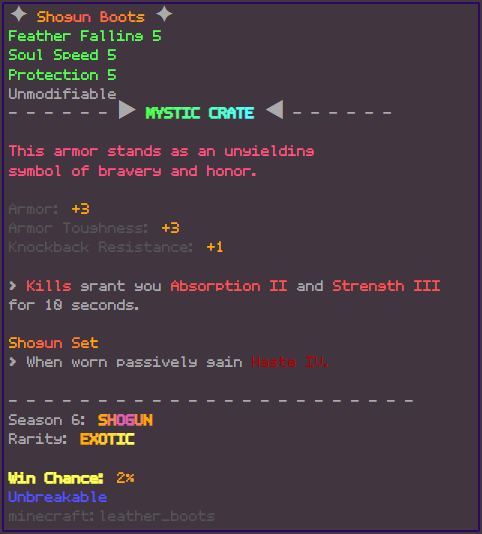 ✦ Shogun Boots ✦
Feather Falling 5
Soul Speed 5
Protection 5
Unmodifiable
- - - - - - ▶ MYSTIC CRATE ◀ - - - - - -
This armor stands as an unyielding
symbol of bravery and honor.
Armor: +3
Armor Toughness: +3
Knockback Resistance: +1
> Kills grant you Absorption II and Strength III
for 10 seconds.
Shogun Set
> When worn passively gain Haste IV.
- - - - - - - - - - - - - - - - - - - - - - - -
Season 6: SHOGUN
Rarity: EXOTIC
Win Chance: 2%
Unbreakable
minecraft:leather_boots